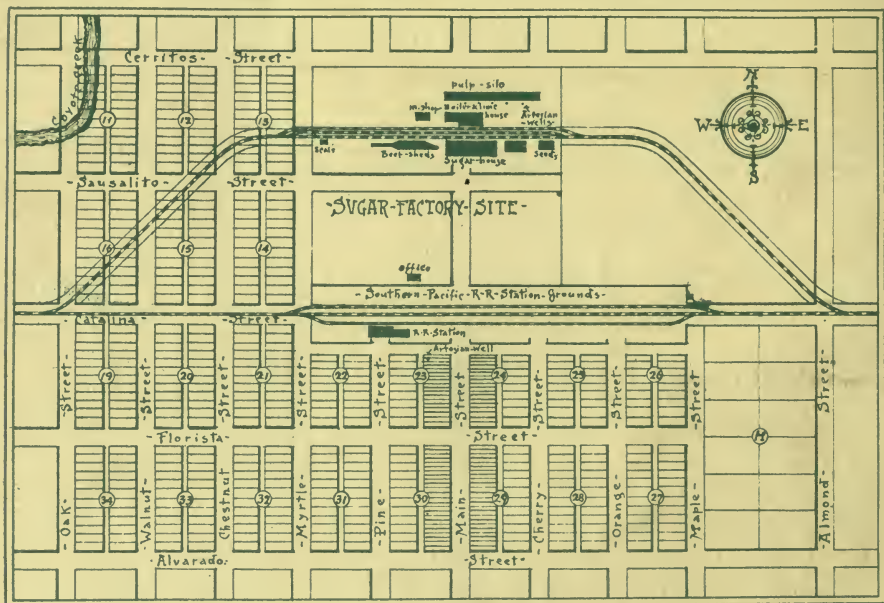 Cerritos - Street -
Coyote Creek
pulp - silo
m. shop
Boiler & lime house
Artesian Wells
N
W
E
S
11
12
13
Scale
Beet - sheds
Sugar - house
Seeds
- Sausalito - Street -
- SUGAR - FACTORY - SITE -
16
15
14
office
- Southern - Pacific - R - R - Station - Grounds -
- Catalina - Street -
R - R - Station
Artesyan - Well
19
20
21
22
23
24
25
26
- Street -
- Street -
- Street -
- Street -
- Street -
- Street -
- Street -
- Street -
- Street -
- Street -
M
- Florista - Street -
34
33
32
31
30
29
28
27
- Oak -
- Walnut -
Chestnut
- Myrtle -
- Pine -
- Main -
- Cherry -
- Orange -
- Maple -
- Almond -
- Alvarado - Street -